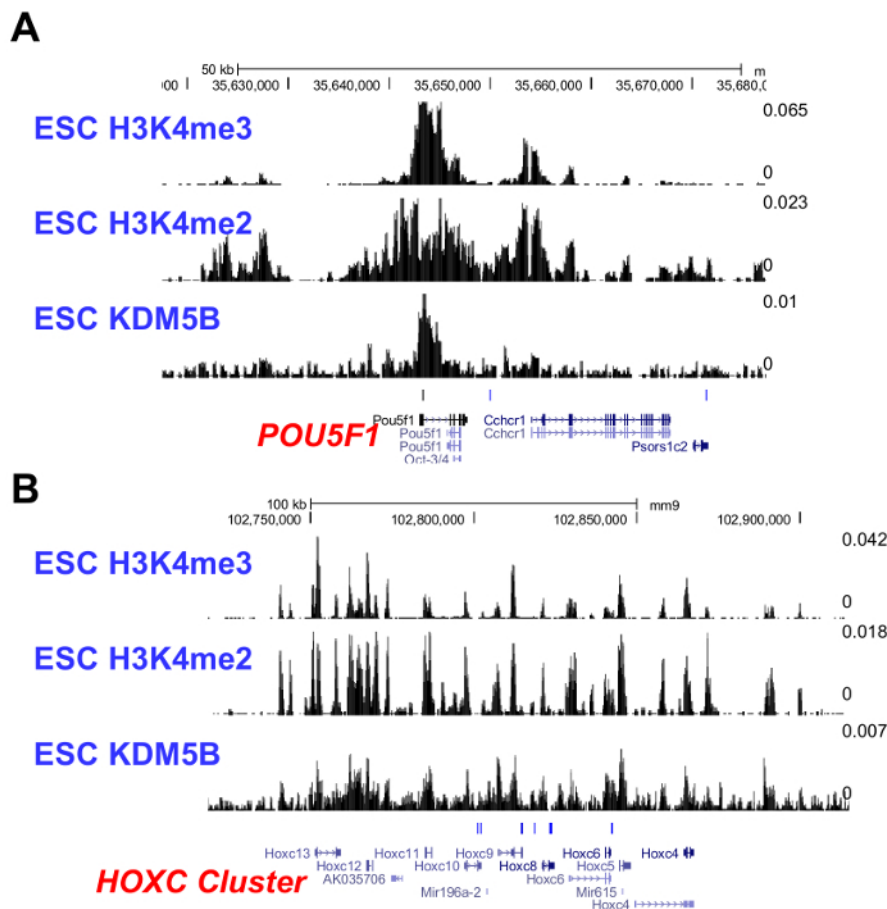 A
50 kb m
00 35,630,000 35,640,000 35,650,000 35,660,000 35,670,000 35,680,0
ESC H3K4me3 0.065
0
ESC H3K4me2 0.023
0
ESC KDM5B 0.01
0
Pou5f1 Cchcr1
POU5F1 Pou5f1 Cchcr1
Pou5f1 Psors1c2
Oct-3/4
B
100 kb mm9
102,750,000 102,800,000 102,850,000 102,900,000
ESC H3K4me3 0.042
0
ESC H3K4me2 0.018
0
ESC KDM5B 0.007
0
Hoxc13 Hoxc11 Hoxc9 Hoxc6 Hoxc4
Hoxc12 Hoxc10 Hoxc8 Hoxc5
HOXC Cluster AK035706 Hoxc6
Mir196a-2 Mir615
Hoxc4